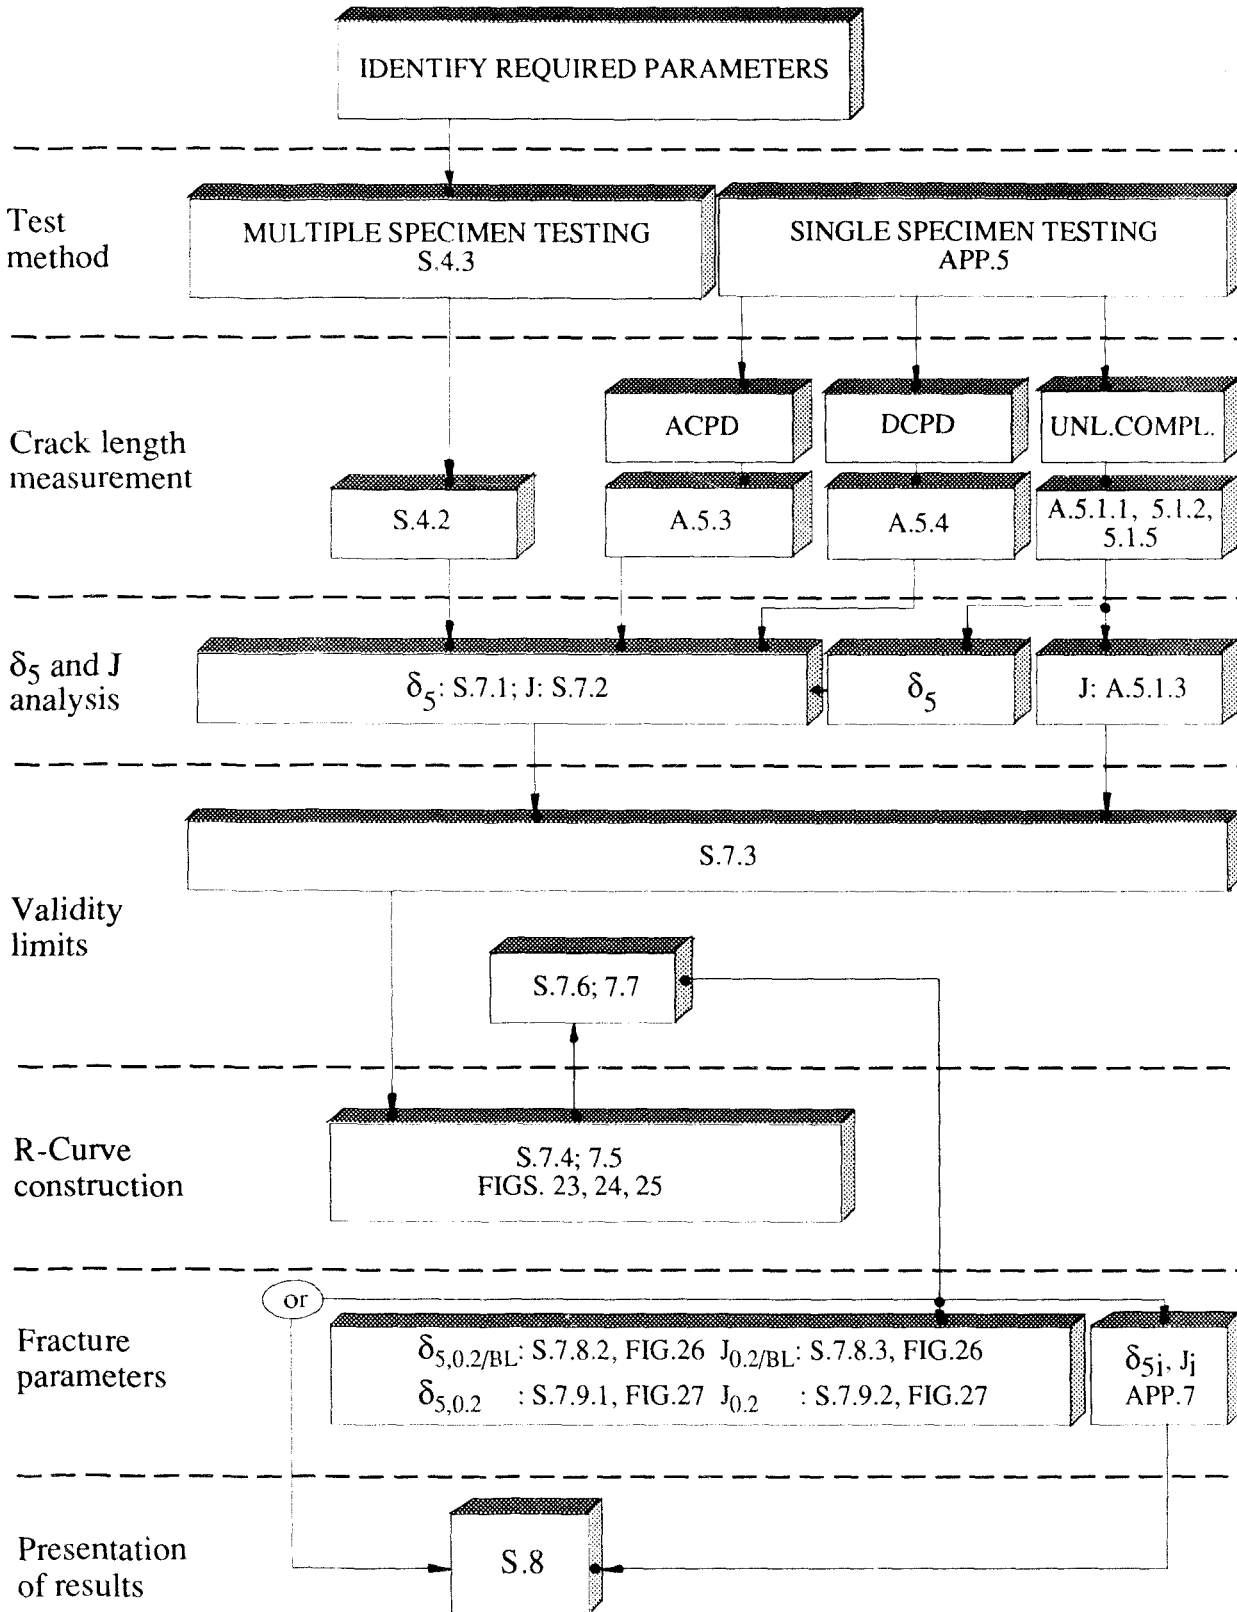 IDENTIFY REQUIRED PARAMETERS
Test
method
MULTIPLE SPECIMEN TESTING
S.4.3
SINGLE SPECIMEN TESTING
APP.5
Crack length
measurement
ACPD
DCPD
UNL.COMPL.
S.4.2
A.5.3
A.5.4
A.5.1.1, 5.1.2,
5.1.5
δ5 and J
analysis
δ5: S.7.1; J: S.7.2
δ5
J: A.5.1.3
S.7.3
Validity
limits
S.7.6; 7.7
R-Curve
construction
S.7.4; 7.5
FIGS. 23, 24, 25
or
Fracture
parameters
δ5,0.2/BL: S.7.8.2, FIG.26 J0.2/BL: S.7.8.3, FIG.26
δ5,0.2 : S.7.9.1, FIG.27 J0.2 : S.7.9.2, FIG.27
δ5i, Ji
APP.7
Presentation
of results
S.8